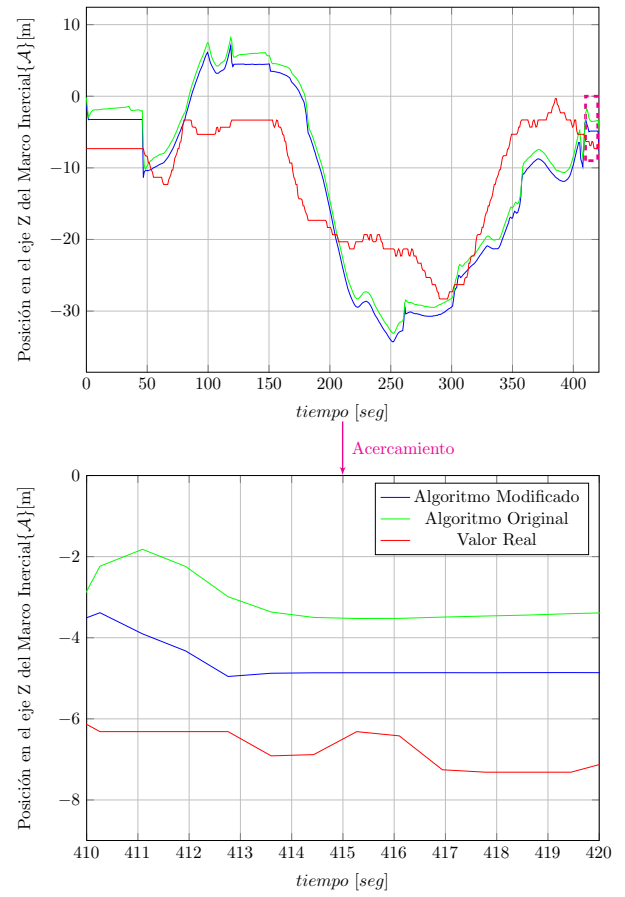 Posición en el eje Z del Marco Inercial{𝒜}[m]
10
0
−10
−20
−30
0 50 100 150 200 250 300 350 400
tiempo [seg]
Acercamiento
Posición en el eje Z del Marco Inercial{𝒜}[m]
0
−2
−4
−6
−8
Algoritmo Modificado
Algoritmo Original
Valor Real
410 411 412 413 414 415 416 417 418 419 420
tiempo [seg]